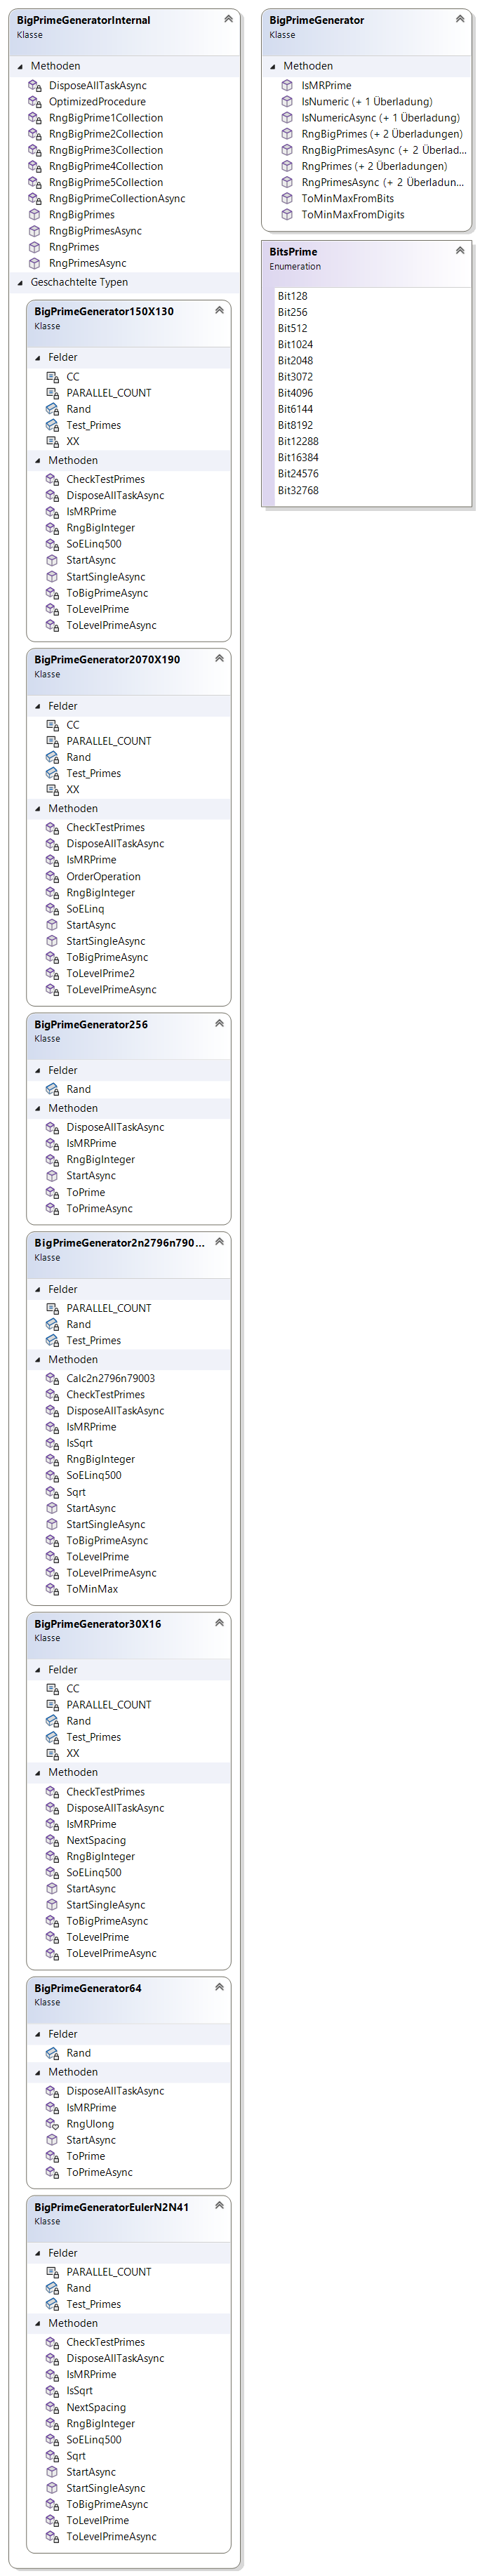 BigPrimeGeneratorInternal
Klasse
Methoden
DisposeAllTaskAsync
OptimizedProcedure
RngBigPrime1Collection
RngBigPrime2Collection
RngBigPrime3Collection
RngBigPrime4Collection
RngBigPrime5Collection
RngBigPrimeCollectionAsync
RngBigPrimes
RngBigPrimesAsync
RngPrimes
RngPrimesAsync
Geschachtelte Typen
BigPrimeGenerator150X130
Klasse
Felder
CC
PARALLEL_COUNT
Rand
Test_Primes
XX
Methoden
CheckTestPrimes
DisposeAllTaskAsync
IsMRPrime
RngBigInteger
SoELinq500
StartAsync
StartSingleAsync
ToBigPrimeAsync
ToLevelPrime
ToLevelPrimeAsync
BigPrimeGenerator2070X190
Klasse
Felder
CC
PARALLEL_COUNT
Rand
Test_Primes
XX
Methoden
CheckTestPrimes
DisposeAllTaskAsync
IsMRPrime
OrderOperation
RngBigInteger
SoELinq
StartAsync
StartSingleAsync
ToBigPrimeAsync
ToLevelPrime2
ToLevelPrimeAsync
BigPrimeGenerator256
Klasse
Felder
Rand
Methoden
DisposeAllTaskAsync
IsMRPrime
RngBigInteger
StartAsync
ToPrime
ToPrimeAsync
BigPrimeGenerator2n2796n790...
Klasse
Felder
PARALLEL_COUNT
Rand
Test_Primes
Methoden
Calc2n2796n79003
CheckTestPrimes
DisposeAllTaskAsync
IsMRPrime
IsSqrt
RngBigInteger
SoELinq500
Sqrt
StartAsync
StartSingleAsync
ToBigPrimeAsync
ToLevelPrime
ToLevelPrimeAsync
ToMinMax
BigPrimeGenerator30X16
Klasse
Felder
CC
PARALLEL_COUNT
Rand
Test_Primes
XX
Methoden
CheckTestPrimes
DisposeAllTaskAsync
IsMRPrime
NextSpacing
RngBigInteger
SoELinq500
StartAsync
StartSingleAsync
ToBigPrimeAsync
ToLevelPrime
ToLevelPrimeAsync
BigPrimeGenerator64
Klasse
Felder
Rand
Methoden
DisposeAllTaskAsync
IsMRPrime
RngUlong
StartAsync
ToPrime
ToPrimeAsync
BigPrimeGeneratorEulerN2N41
Klasse
Felder
PARALLEL_COUNT
Rand
Test_Primes
Methoden
CheckTestPrimes
DisposeAllTaskAsync
IsMRPrime
IsSqrt
NextSpacing
RngBigInteger
SoELinq500
Sqrt
StartAsync
StartSingleAsync
ToBigPrimeAsync
ToLevelPrime
ToLevelPrimeAsync
BigPrimeGenerator
Klasse
Methoden
IsMRPrime
IsNumeric (+ 1 Überladung)
IsNumericAsync (+ 1 Überladung)
RngBigPrimes (+ 2 Überladungen)
RngBigPrimesAsync (+ 2 Überlad...
RngPrimes (+ 2 Überladungen)
RngPrimesAsync (+ 2 Überladun...
ToMinMaxFromBits
ToMinMaxFromDigits
BitsPrime
Enumeration
Bit128
Bit256
Bit512
Bit1024
Bit2048
Bit3072
Bit4096
Bit6144
Bit8192
Bit12288
Bit16384
Bit24576
Bit32768